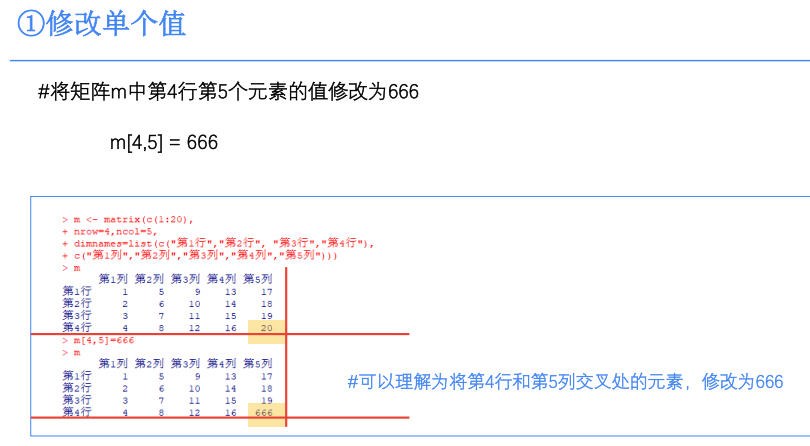 ①修改单个值
#将矩阵m中第4行第5个元素的值修改为666
m[4,5] = 666
> m <- matrix(c(1:20),
+ nrow=4,ncol=5,
+ dimnames=list(c("第1行","第2行", "第3行","第4行"),
+ c("第1列","第2列","第3列","第4列","第5列")))
> m
第1列 第2列 第3列 第4列 第5列
第1行 1 5 9 13 17
第2行 2 6 10 14 18
第3行 3 7 11 15 19
第4行 4 8 12 16 20
> m[4,5]=666
> m
第1列 第2列 第3列 第4列 第5列
第1行 1 5 9 13 17
第2行 2 6 10 14 18
第3行 3 7 11 15 19
第4行 4 8 12 16 666
#可以理解为将第4行和第5列交叉处的元素，修改为666